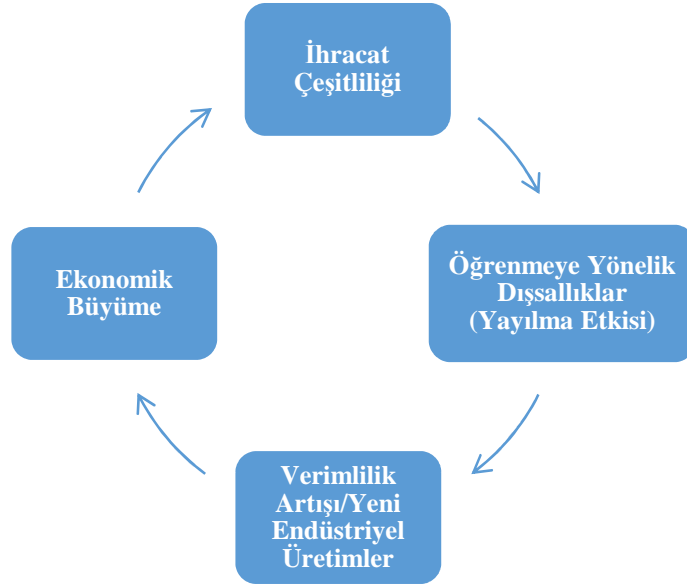 İhracat
Çeşitliliği
Öğrenmeye Yönelik
Dışsallıklar
(Yayılma Etkisi)
Verimlilik
Artışı/Yeni
Endüstriyel
Üretimler
Ekonomik
Büyüme